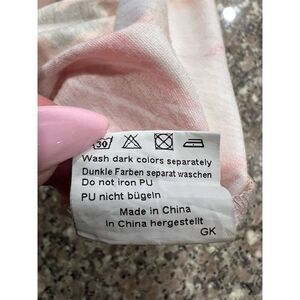 30
Wash dark colors separately
Dunkle Farben separat waschen
Do not iron PU
PU nicht bügeln
Made in China
in China hergestellt
GK